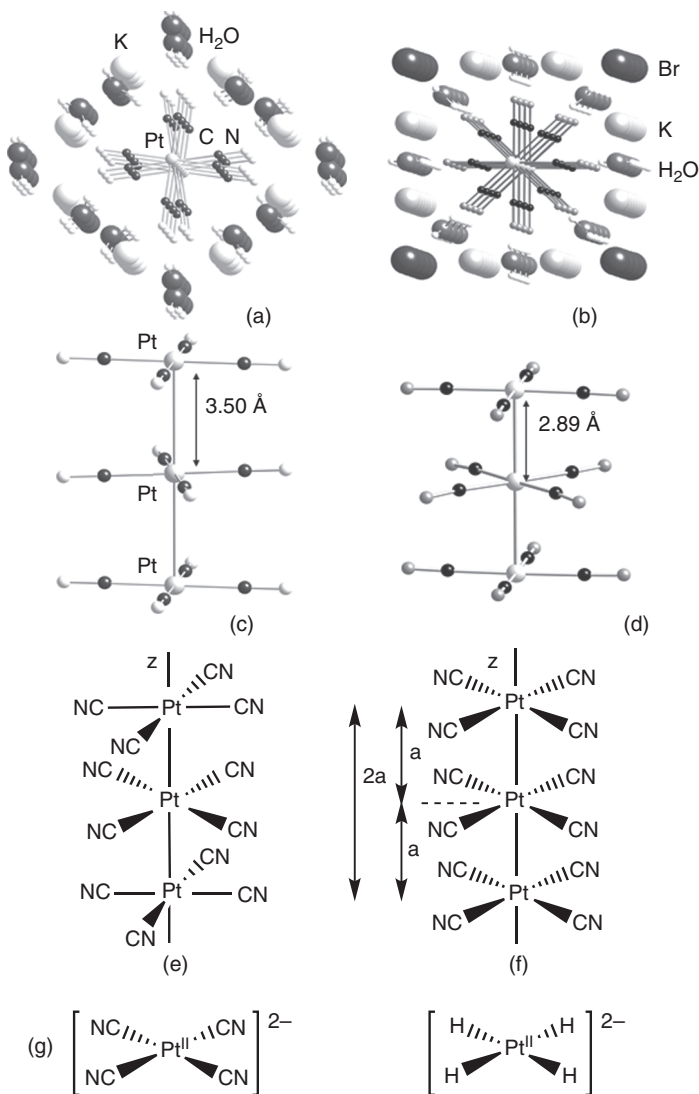 K
H₂O
Pt
C N
(a)
Br
K
H₂O
(b)
Pt
3.50 Å
Pt
Pt
(c)
2.89 Å
(d)
z
CN
NC Pt CN
NC
NC CN
Pt
NC CN
CN
NC Pt CN
CN
(e)
2a
a
a
z
NC CN
Pt
NC CN
NC CN
Pt
NC CN
NC CN
Pt
NC CN
(f)
(g)
NC CN 2–
Ptᴵᴵ
NC CN
H H 2–
Ptᴵᴵ
H H